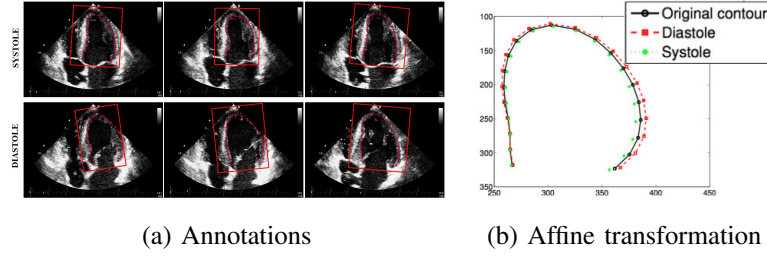 SYSTOLE
DIASTOLE
Original contour
Diastole
Systole
100
150
200
250
300
350
250
300
350
400
450
(a) Annotations
(b) Affine transformation